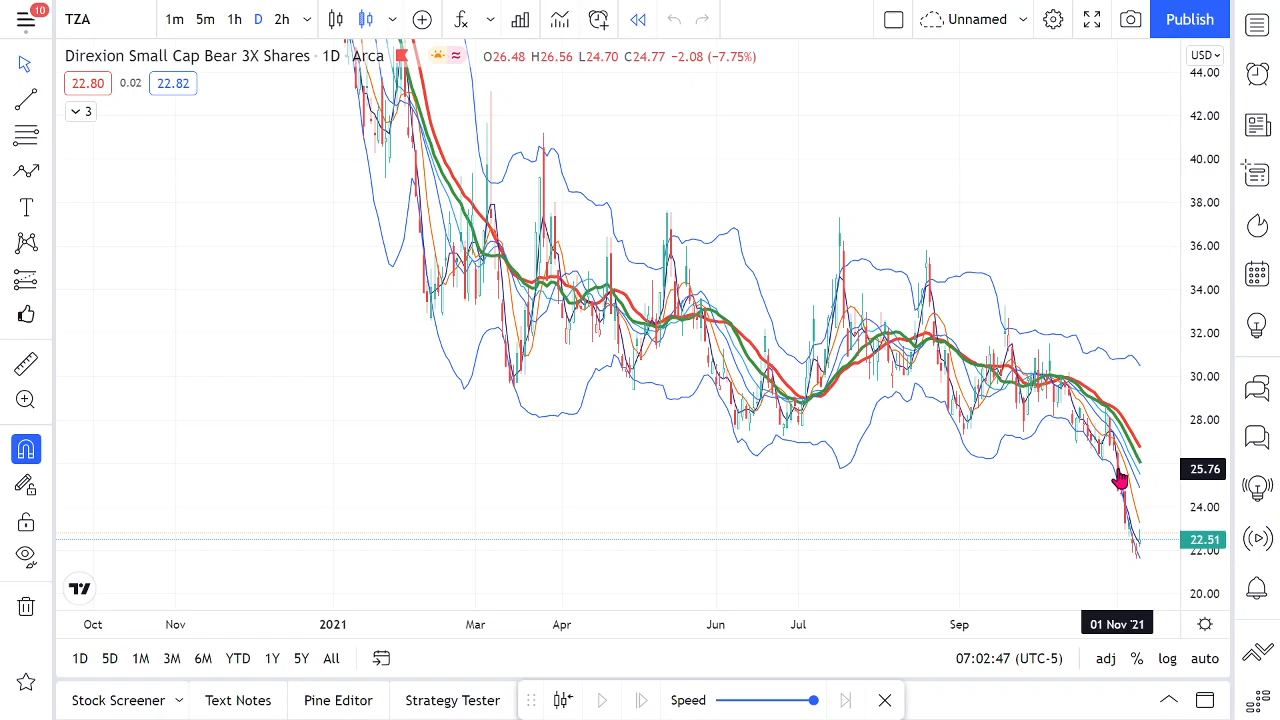 10
TZA
1m 5m 1h D 2h
Unnamed
Publish
Direxion Small Cap Bear 3X Shares · 1D · Arca
O26.48 H26.56 L24.70 C24.77 −2.08 (−7.75%)
USD
22.80 0.02 22.82
3
44.00
42.00
40.00
38.00
36.00
34.00
32.00
30.00
28.00
25.76
24.00
22.51
22.00
20.00
Oct Nov 2021 Mar Apr Jun Jul Sep 01 Nov '21
1D 5D 1M 3M 6M YTD 1Y 5Y All
07:02:47 (UTC-5) adj % log auto
Stock Screener Text Notes Pine Editor Strategy Tester Speed